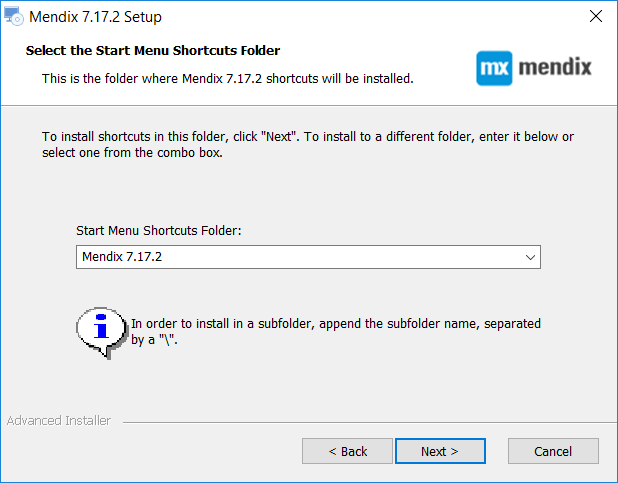 Mendix 7.17.2 Setup
Select the Start Menu Shortcuts Folder
This is the folder where Mendix 7.17.2 shortcuts will be installed.
mx mendix
To install shortcuts in this folder, click "Next". To install to a different folder, enter it below or
select one from the combo box.
Start Menu Shortcuts Folder:
Mendix 7.17.2
In order to install in a subfolder, append the subfolder name, separated
by a "\".
Advanced Installer
< Back
Next >
Cancel